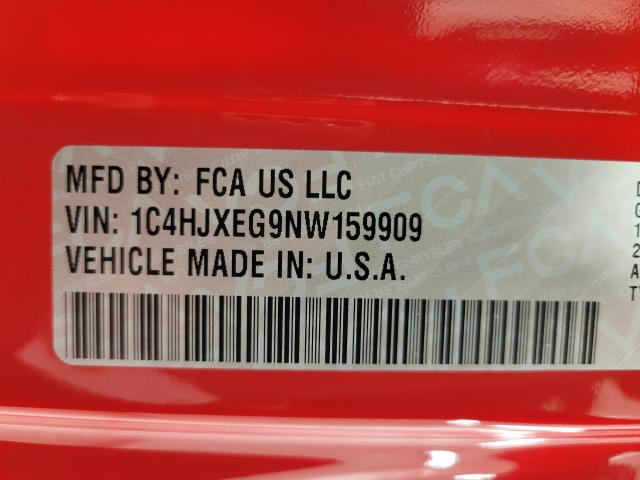 MFD BY: FCA US LLC
VIN: 1C4HJXEG9NW159909
VEHICLE MADE IN: U.S.A.